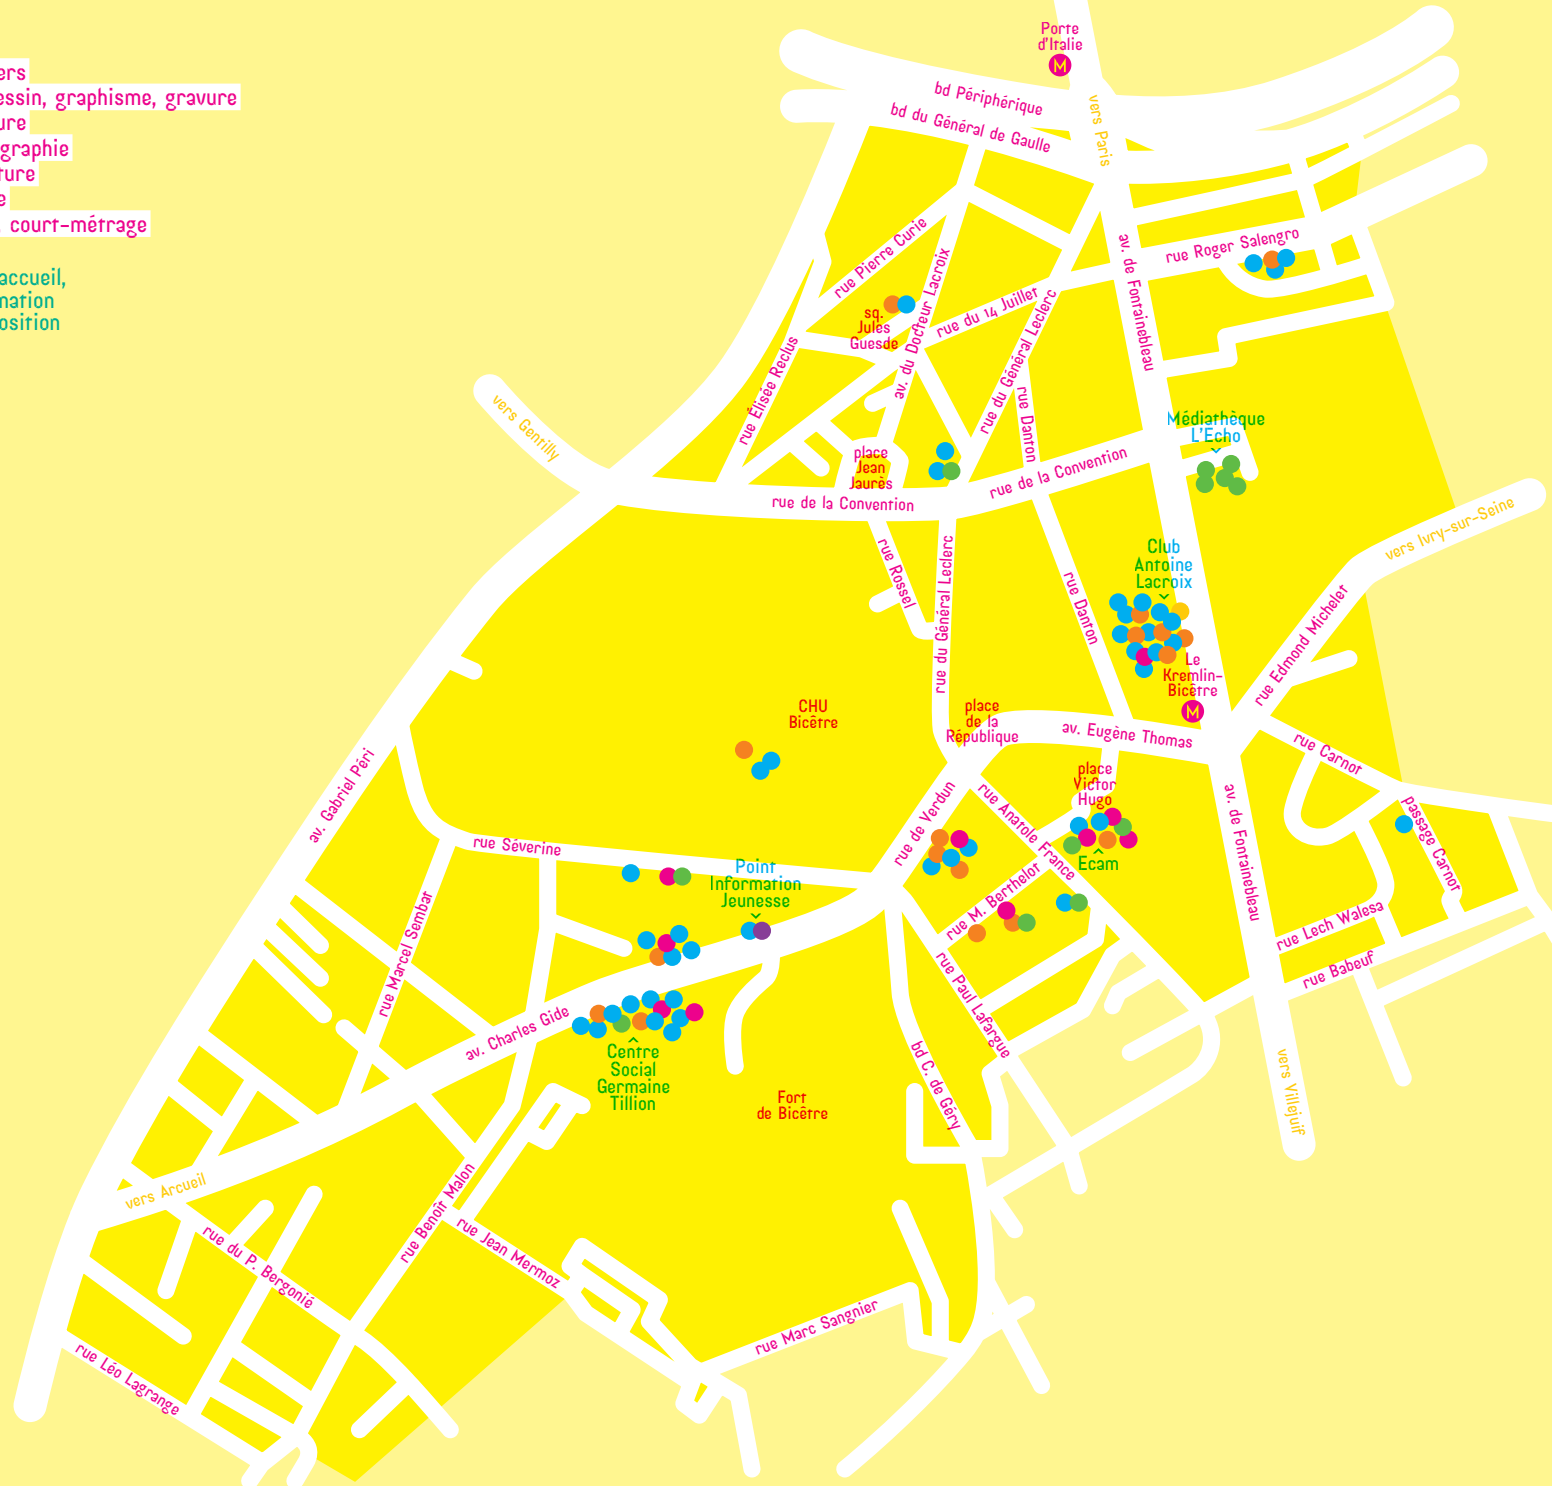 ers
essin, graphisme, gravure
ure
graphie
ture
e
, court-métrage
accueil,
mation
osition
Porte
d'Italie
M
bd Périphérique
bd du Général de Gaulle
vers Paris
rue Pierre Curie
av. du Docteur Lacroix
rue Roger Salengro
av. de Fontainebleau
sq.
Jules
Guesde
rue du 14 Juillet
rue du Général Leclerc
rue Élisée Reclus
rue Danton
vers Gentilly
Médiathèque
L'Echo
place
Jean
Jaurès
rue de la Convention
rue de la Convention
vers Ivry-sur-Seine
rue Rossel
rue du Général Leclerc
Club
Antoine
Lacroix
rue Danton
rue Edmond Michelet
Le
Kremlin-
Bicêtre
M
CHU
Bicêtre
place
de la
République
av. Eugène Thomas
rue Carnot
av. Gabriel Péri
place
Victor
Hugo
rue de Verdun
rue Anatole France
av. de Fontainebleau
passage Carnot
rue Séverine
Ecam
Point
Information
Jeunesse
rue M. Berthelot
rue Marcel Sembat
rue Lech Walesa
rue Babeuf
rue Paul Lafargue
av. Charles Gide
Centre
Social
Germaine
Tillion
bd C. de Géry
Fort
de Bicêtre
vers Villejuif
vers Arcueil
rue Benoît Malon
rue du P. Bergonié
rue Jean Mermoz
rue Marc Sangnier
rue Léo Lagrange